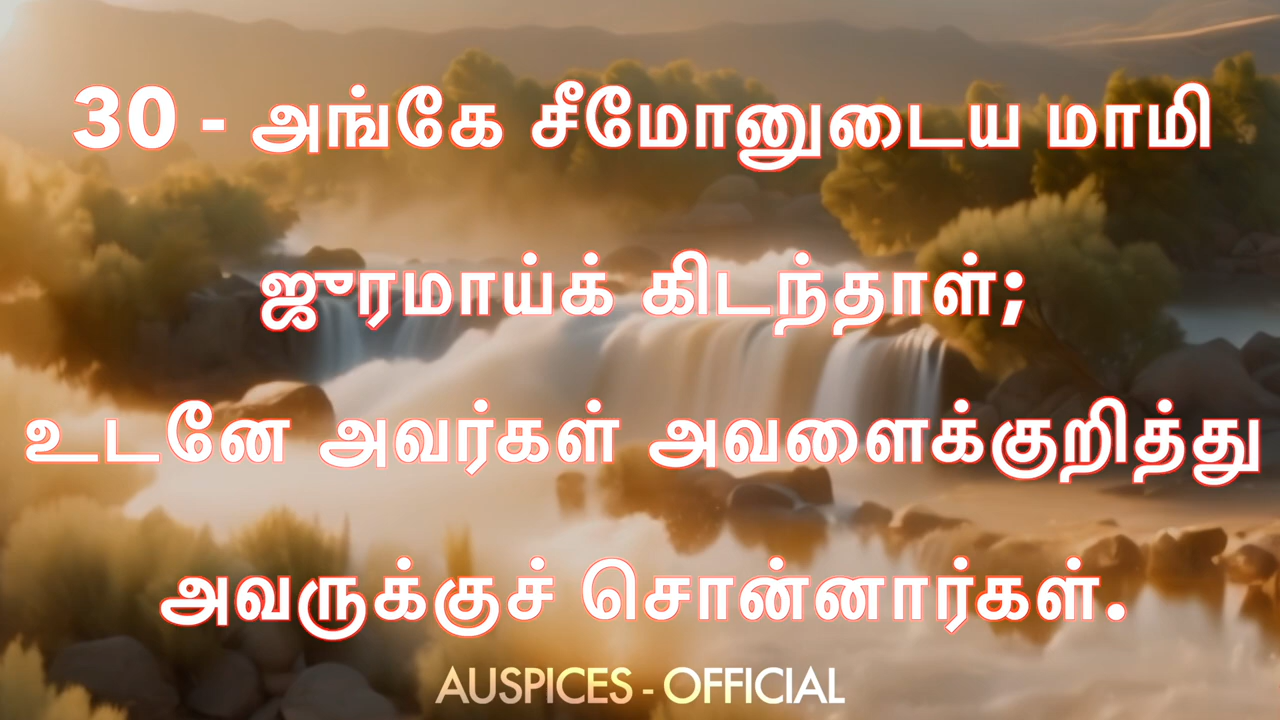 30 - அங்கே சீமோனுடைய மாமி
ஜுரமாய்க் கிடந்தாள்;
உடனே அவர்கள் அவளைக்குறித்து
அவருக்குச் சொன்னார்கள்.
AUSPICES - OFFICIAL